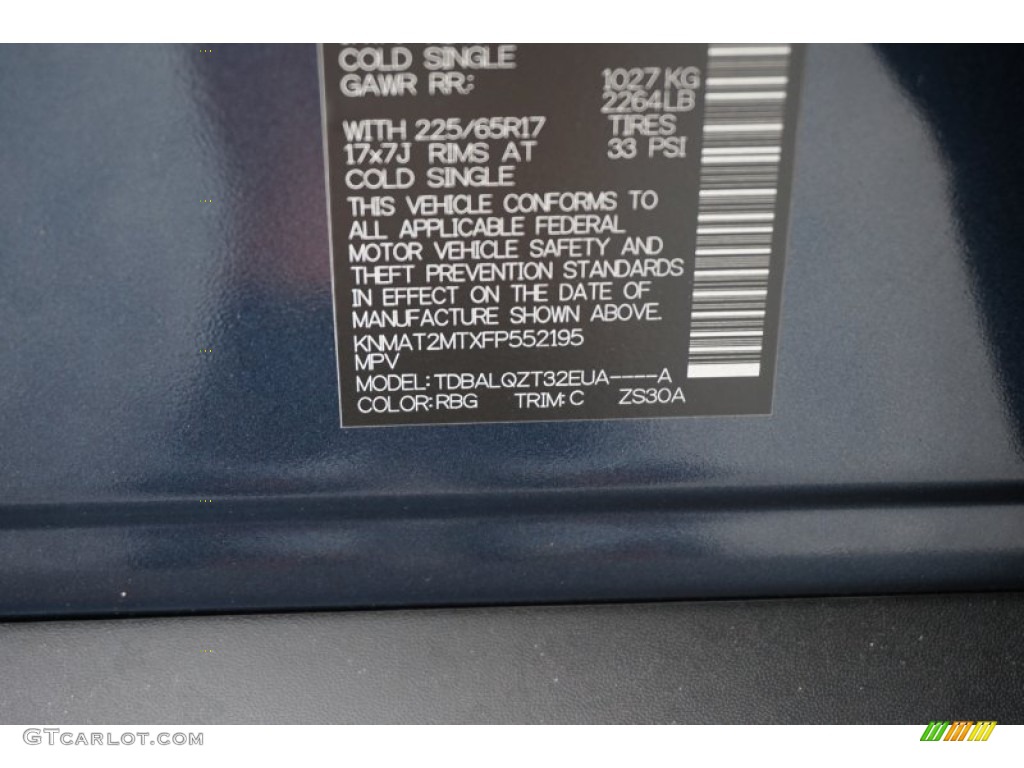 COLD SINGLE
GAWR RR: 1027 KG
2264 LB
WITH 225/65R17 TIRES
17x7J RIMS AT 33 PSI
COLD SINGLE
THIS VEHICLE CONFORMS TO
ALL APPLICABLE FEDERAL
MOTOR VEHICLE SAFETY AND
THEFT PREVENTION STANDARDS
IN EFFECT ON THE DATE OF
MANUFACTURE SHOWN ABOVE.
KNMAT2MTXFP552195
MPV
MODEL: TDBALQZT32EUA----A
COLOR: RBG TRIM: C ZS30A
GTCARLOT.COM